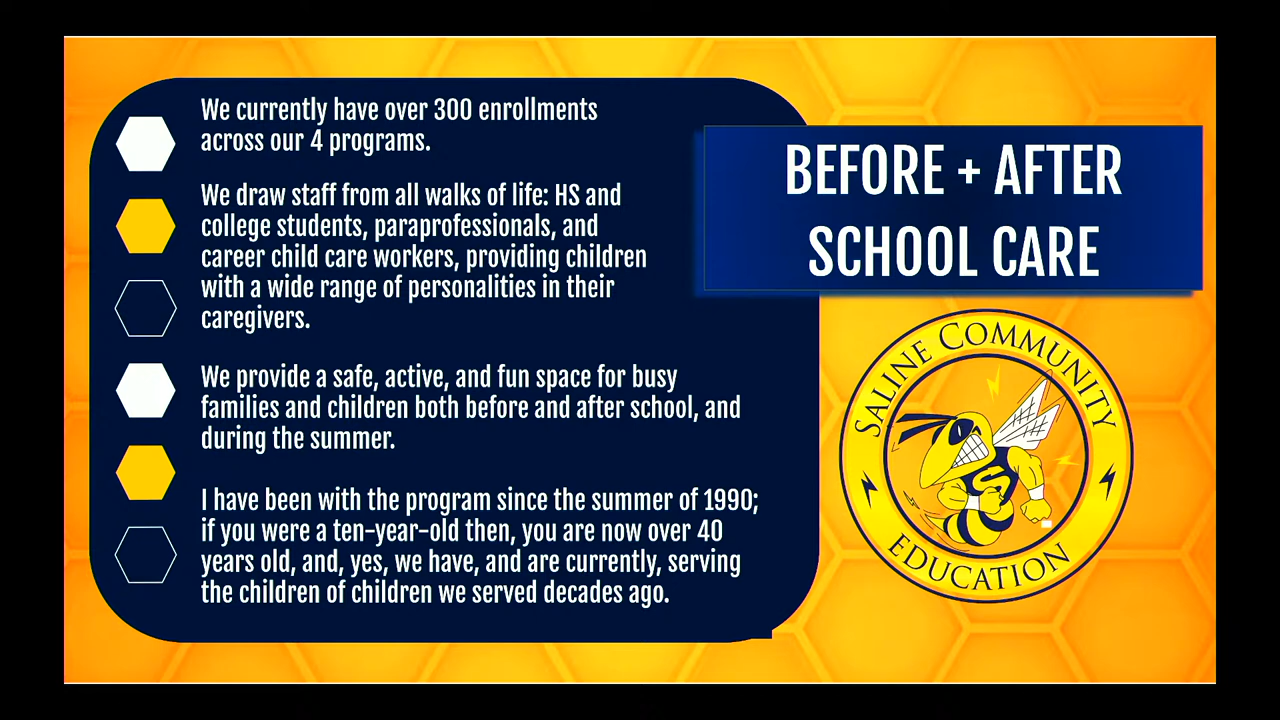 We currently have over 300 enrollments
across our 4 programs.
We draw staff from all walks of life: HS and
college students, paraprofessionals, and
career child care workers, providing children
with a wide range of personalities in their
caregivers.
We provide a safe, active, and fun space for busy
families and children both before and after school, and
during the summer.
I have been with the program since the summer of 1990;
if you were a ten-year-old then, you are now over 40
years old, and, yes, we have, and are currently, serving
the children of children we served decades ago.
BEFORE + AFTER
SCHOOL CARE
SALINE COMMUNITY
S
EDUCATION